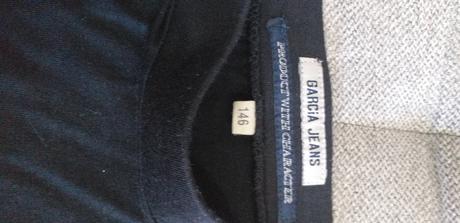 GARCIA JEANS
PRODUCT WITH CHARACTER
146